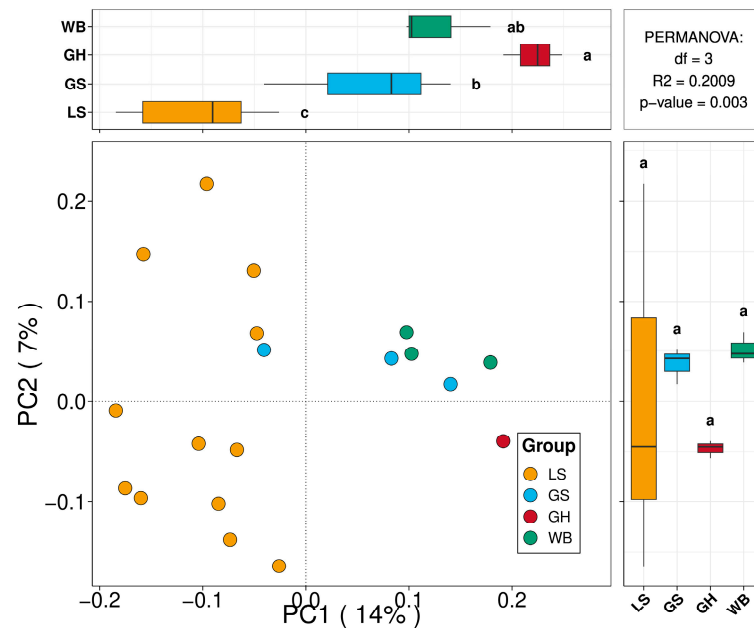 WB
ab
GH
a
GS
b
LS
c
PERMANOVA:
df = 3
R2 = 0.2009
p-value = 0.003
0.2
0.1
0.0
−0.1
PC2 ( 7% )
a
a
a
a
Group
LS
GS
GH
WB
−0.2
−0.1
0.0
0.1
0.2
PC1 ( 14% )
LS
GS
GH
WB